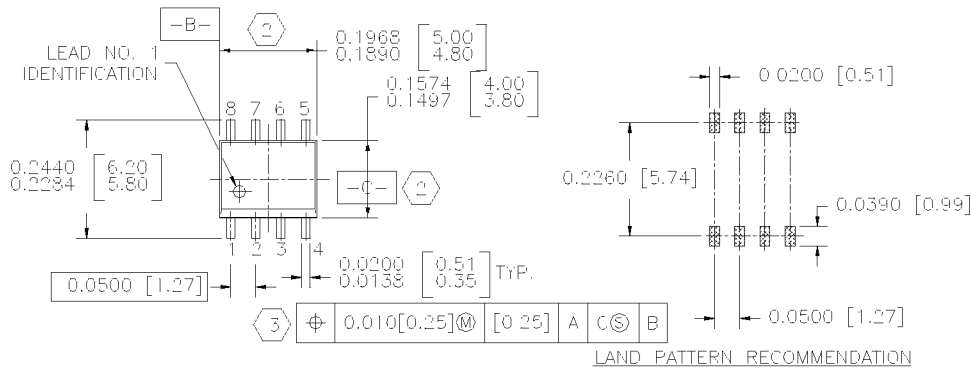 -B-
2
0.1968 [5.00]
0.1890 [4.80]
LEAD NO. 1
IDENTIFICATION
0.1574 [4.00]
0.1497 [3.80]
0.0200 [0.51]
8 7 6 5
0.2440 [6.20]
0.2284 [5.80]
-C-
2
0.2260 [5.74]
0.0390 [0.99]
1 2 3 4
0.0200 [0.51]
0.0138 [0.35] TYP.
0.0500 [1.27]
3
⌖ 0.010[0.25]Ⓜ [0.25] A CⓈ B
0.0500 [1.27]
LAND PATTERN RECOMMENDATION